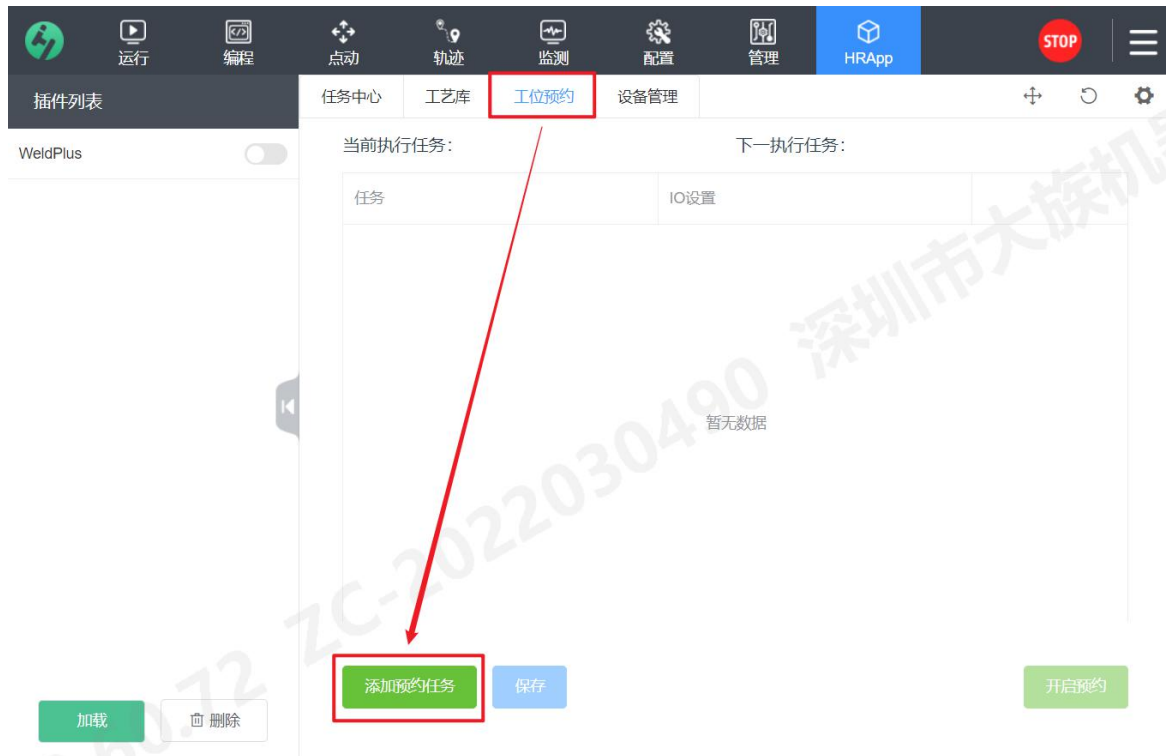 运行 编程 点动 轨迹 监测 配置 管理 HRApp STOP
插件列表 任务中心 工艺库 工位预约 设备管理
WeldPlus 当前执行任务： 下一执行任务：
任务 IO设置
暂无数据
添加预约任务 保存 开启预约
加载 删除
60.72 ZC-2022030490 深圳市大族机器